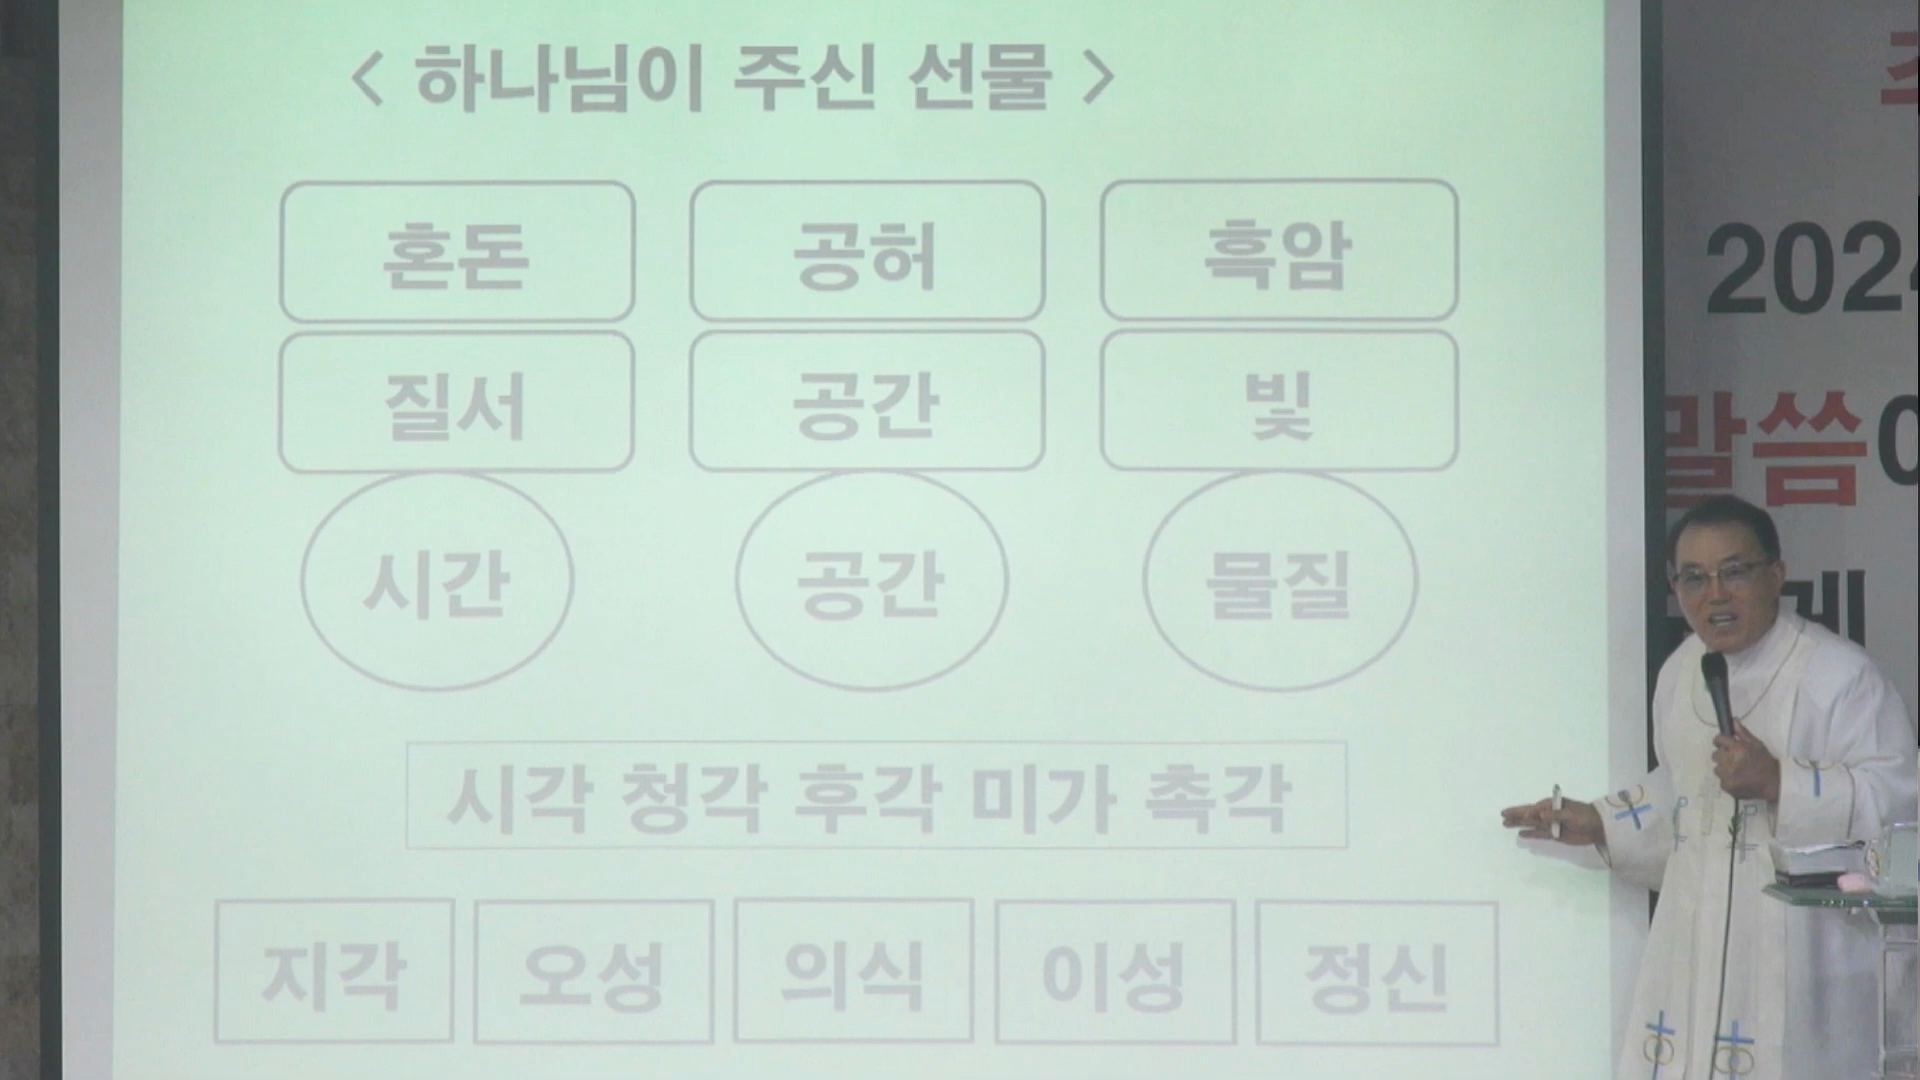 < 하나님이 주신 선물 >
혼돈 공허 흑암
질서 공간 빛
시간 공간 물질
시각 청각 후각 미가 촉각
지각 오성 의식 이성 정신
202
말씀
게